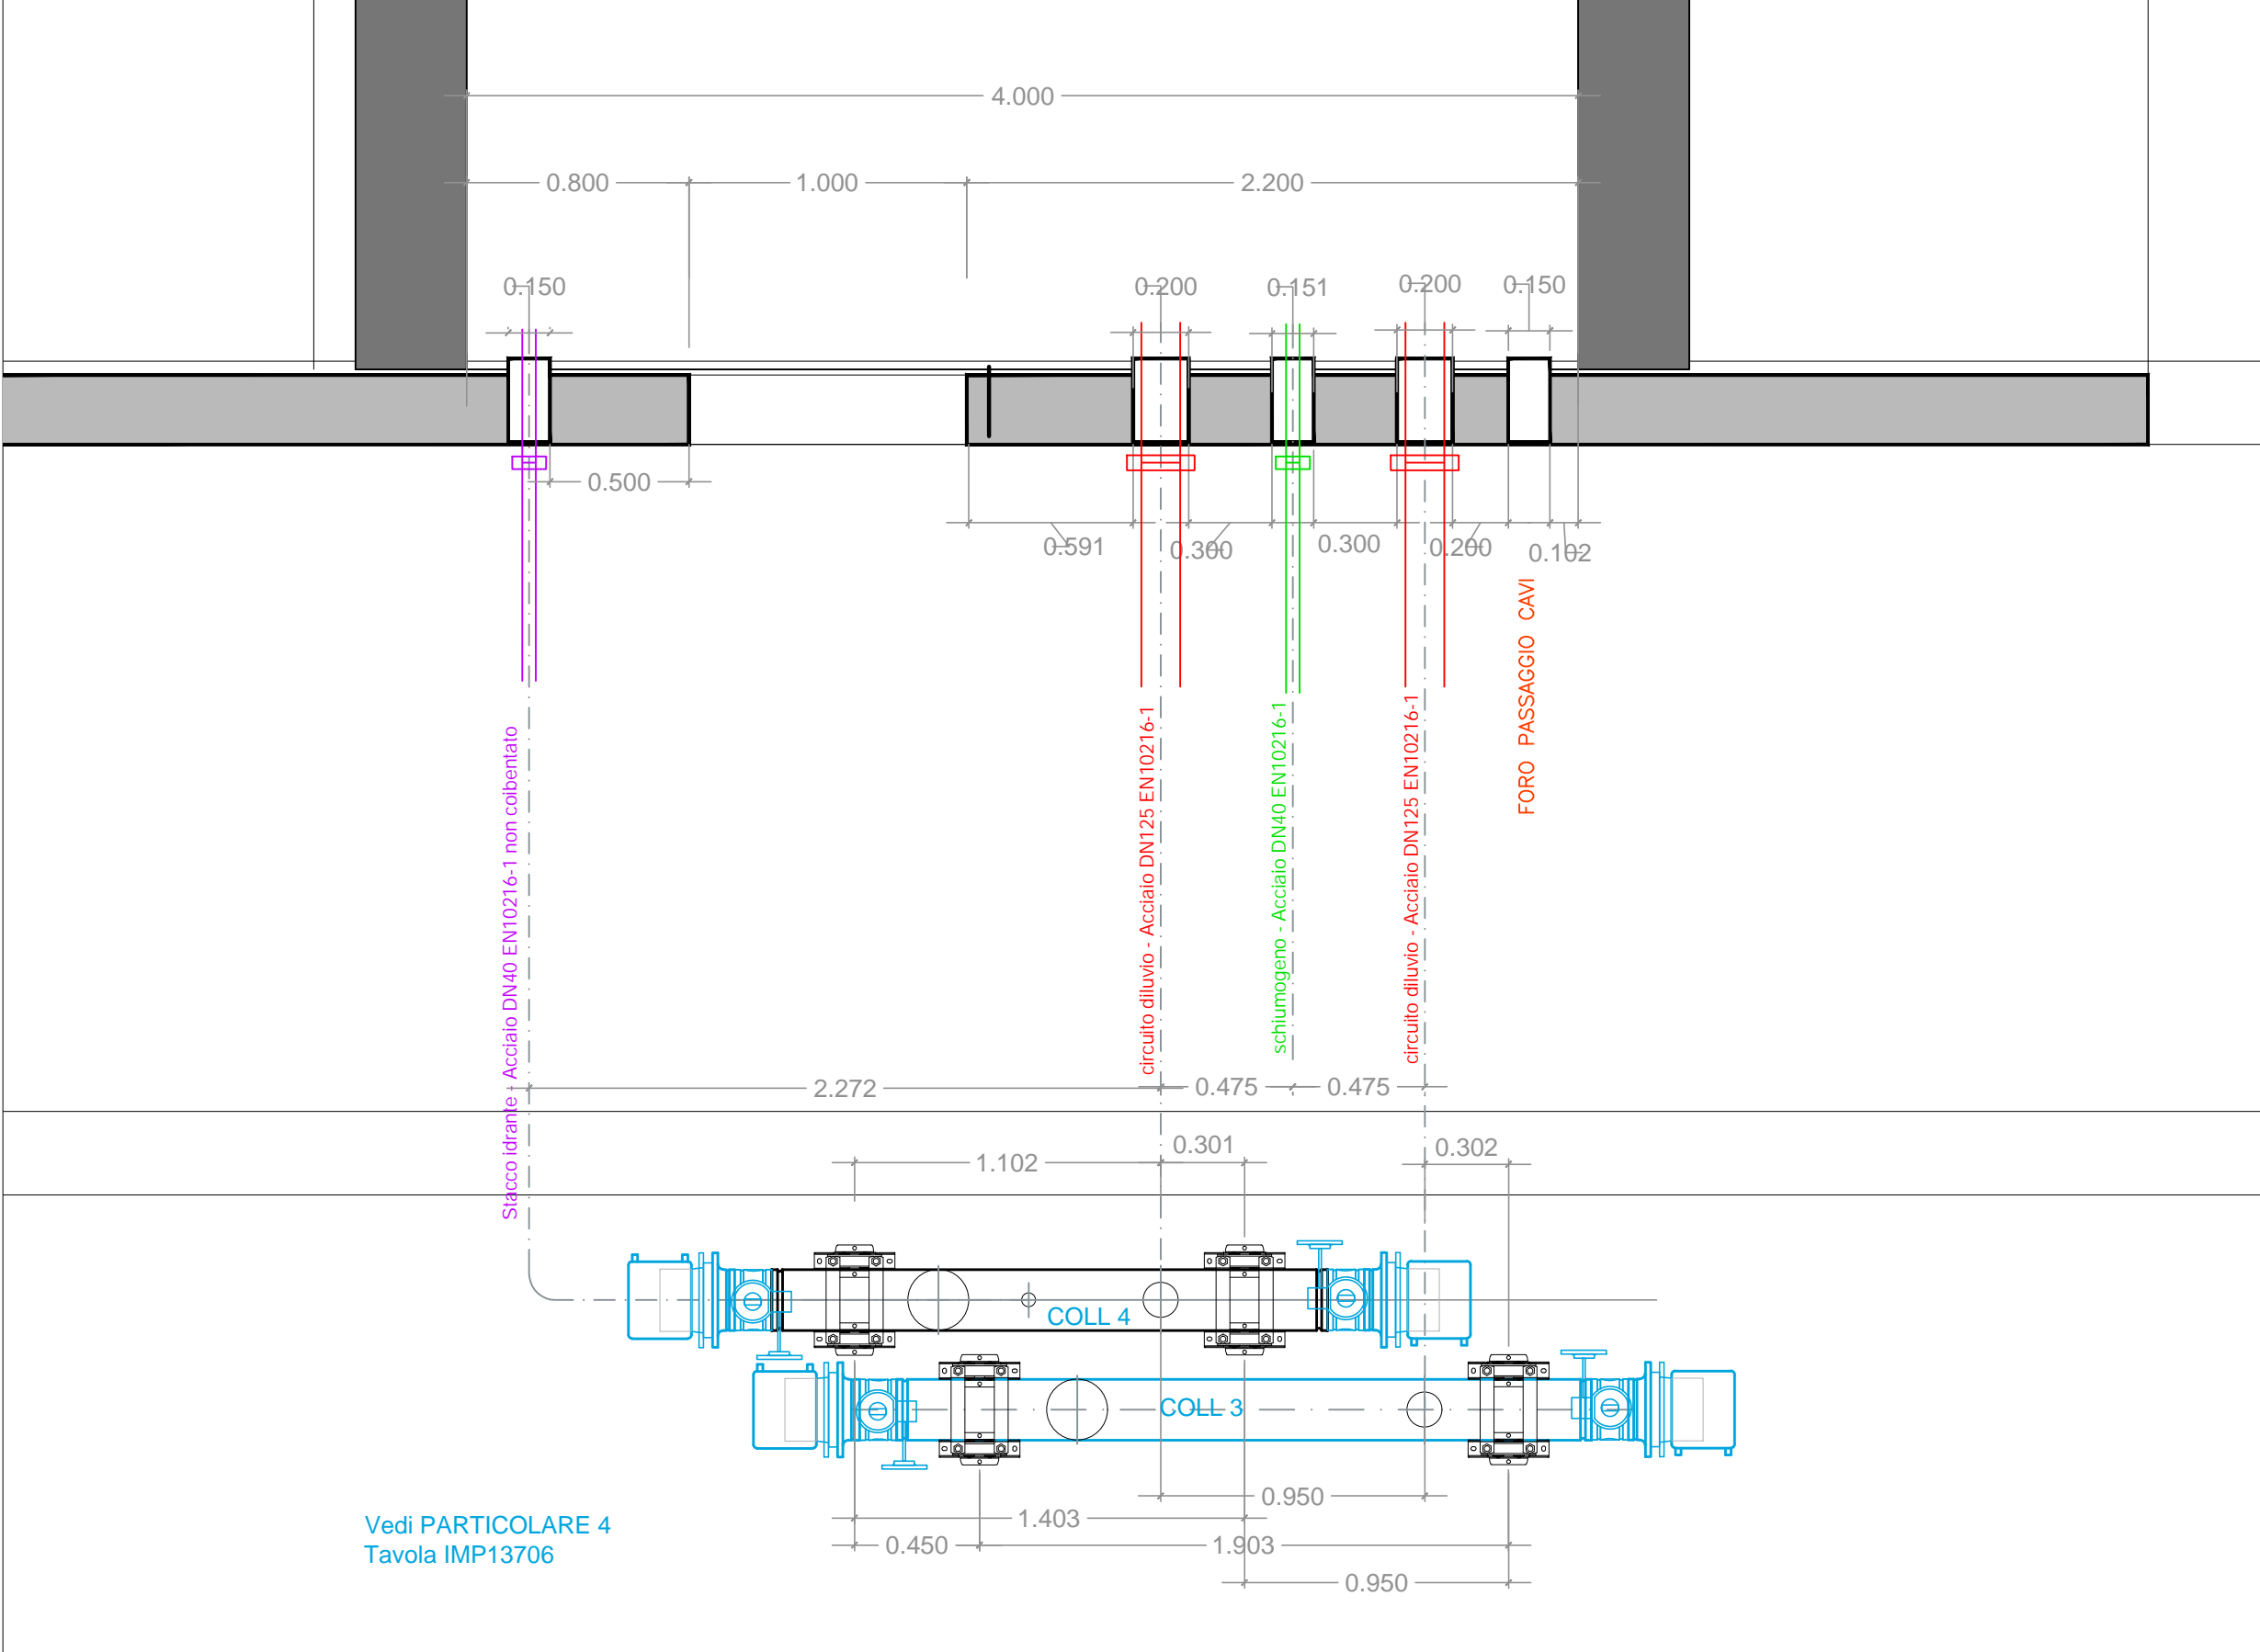 4.000
0.800
1.000
2.200
0.150
0.200
0.151
0.200
0.150
0.500
0.591
0.300
0.300
0.200
0.102
FORO PASSAGGIO CAVI
Stacco idrante - Acciaio DN40 EN10216-1 non coibentato
circuito diluvio - Acciaio DN125 EN10216-1
schiumogeno - Acciaio DN40 EN10216-1
circuito diluvio - Acciaio DN125 EN10216-1
2.272
0.475
0.475
1.102
0.301
0.302
COLL 4
COLL 3
0.950
1.403
0.450
1.903
0.950
Vedi PARTICOLARE 4
Tavola IMP13706